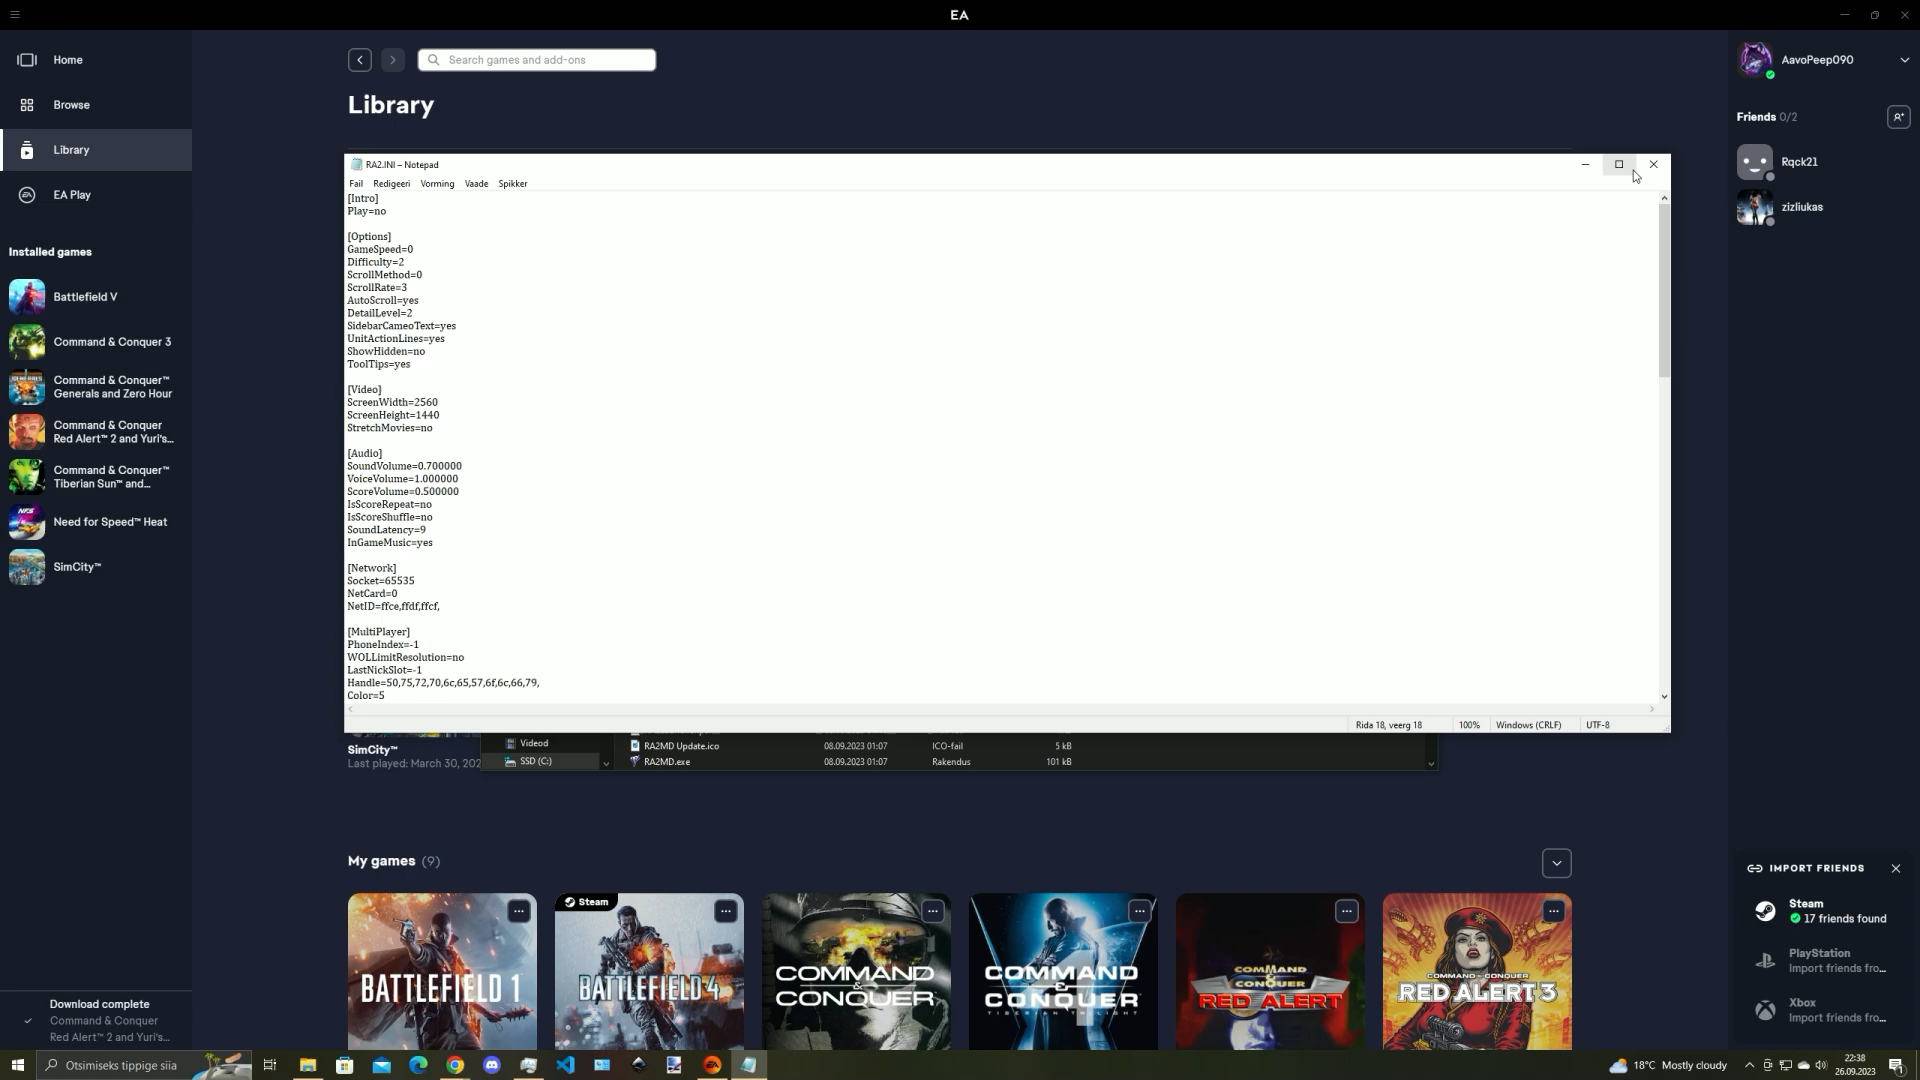 EA
Home
Browse
Library
EA Play
Installed games
Battlefield V
Command & Conquer 3
Command & Conquer™
Generals and Zero Hour
Command & Conquer
Red Alert™ 2 and Yuri's...
Command & Conquer™
Tiberian Sun™ and...
NFS
Need for Speed™ Heat
SimCity™
Download complete
Command & Conquer
Red Alert™ 2 and Yuri's...
Search games and add-ons
Library
RA2.INI – Notepad
Fail Redigeeri Vorming Vaade Spikker
[Intro]
Play=no
[Options]
GameSpeed=0
Difficulty=2
ScrollMethod=0
ScrollRate=3
AutoScroll=yes
DetailLevel=2
SidebarCameoText=yes
UnitActionLines=yes
ShowHidden=no
ToolTips=yes
[Video]
ScreenWidth=2560
ScreenHeight=1440
StretchMovies=no
[Audio]
SoundVolume=0.700000
VoiceVolume=1.000000
ScoreVolume=0.500000
IsScoreRepeat=no
IsScoreShuffle=no
SoundLatency=9
InGameMusic=yes
[Network]
Socket=65535
NetCard=0
NetID=ffce,ffdf,ffcf,
[MultiPlayer]
PhoneIndex=-1
WOLLimitResolution=no
LastNickSlot=-1
Handle=50,75,72,70,6c,65,57,6f,6c,66,79,
Color=5
Rida 18, veerg 18 100% Windows (CRLF) UTF-8
SimCity™
Last played: March 30, 202
Videod
SSD (C:)
RA2MD Update.ico 08.09.2023 01:07 ICO-fail 5 kB
RA2MD.exe 08.09.2023 01:07 Rakendus 101 kB
My games (9)
BATTLEFIELD 1
Steam
BATTLEFIELD 4
COMMAND
&
CONQUER
COMMAND
&
CONQUER
TIBERIAN TWILIGHT
COMMAND
&
CONQUER
RED ALERT
COMMAND & CONQUER
RED ALERT 3
AavoPeep090
Friends 0/2
Rqck21
zizliukas
IMPORT FRIENDS
Steam
17 friends found
PlayStation
Import friends fro...
Xbox
Import friends fro...
Otsimiseks tippige siia
18°C Mostly cloudy
22:38
26.09.2023
1